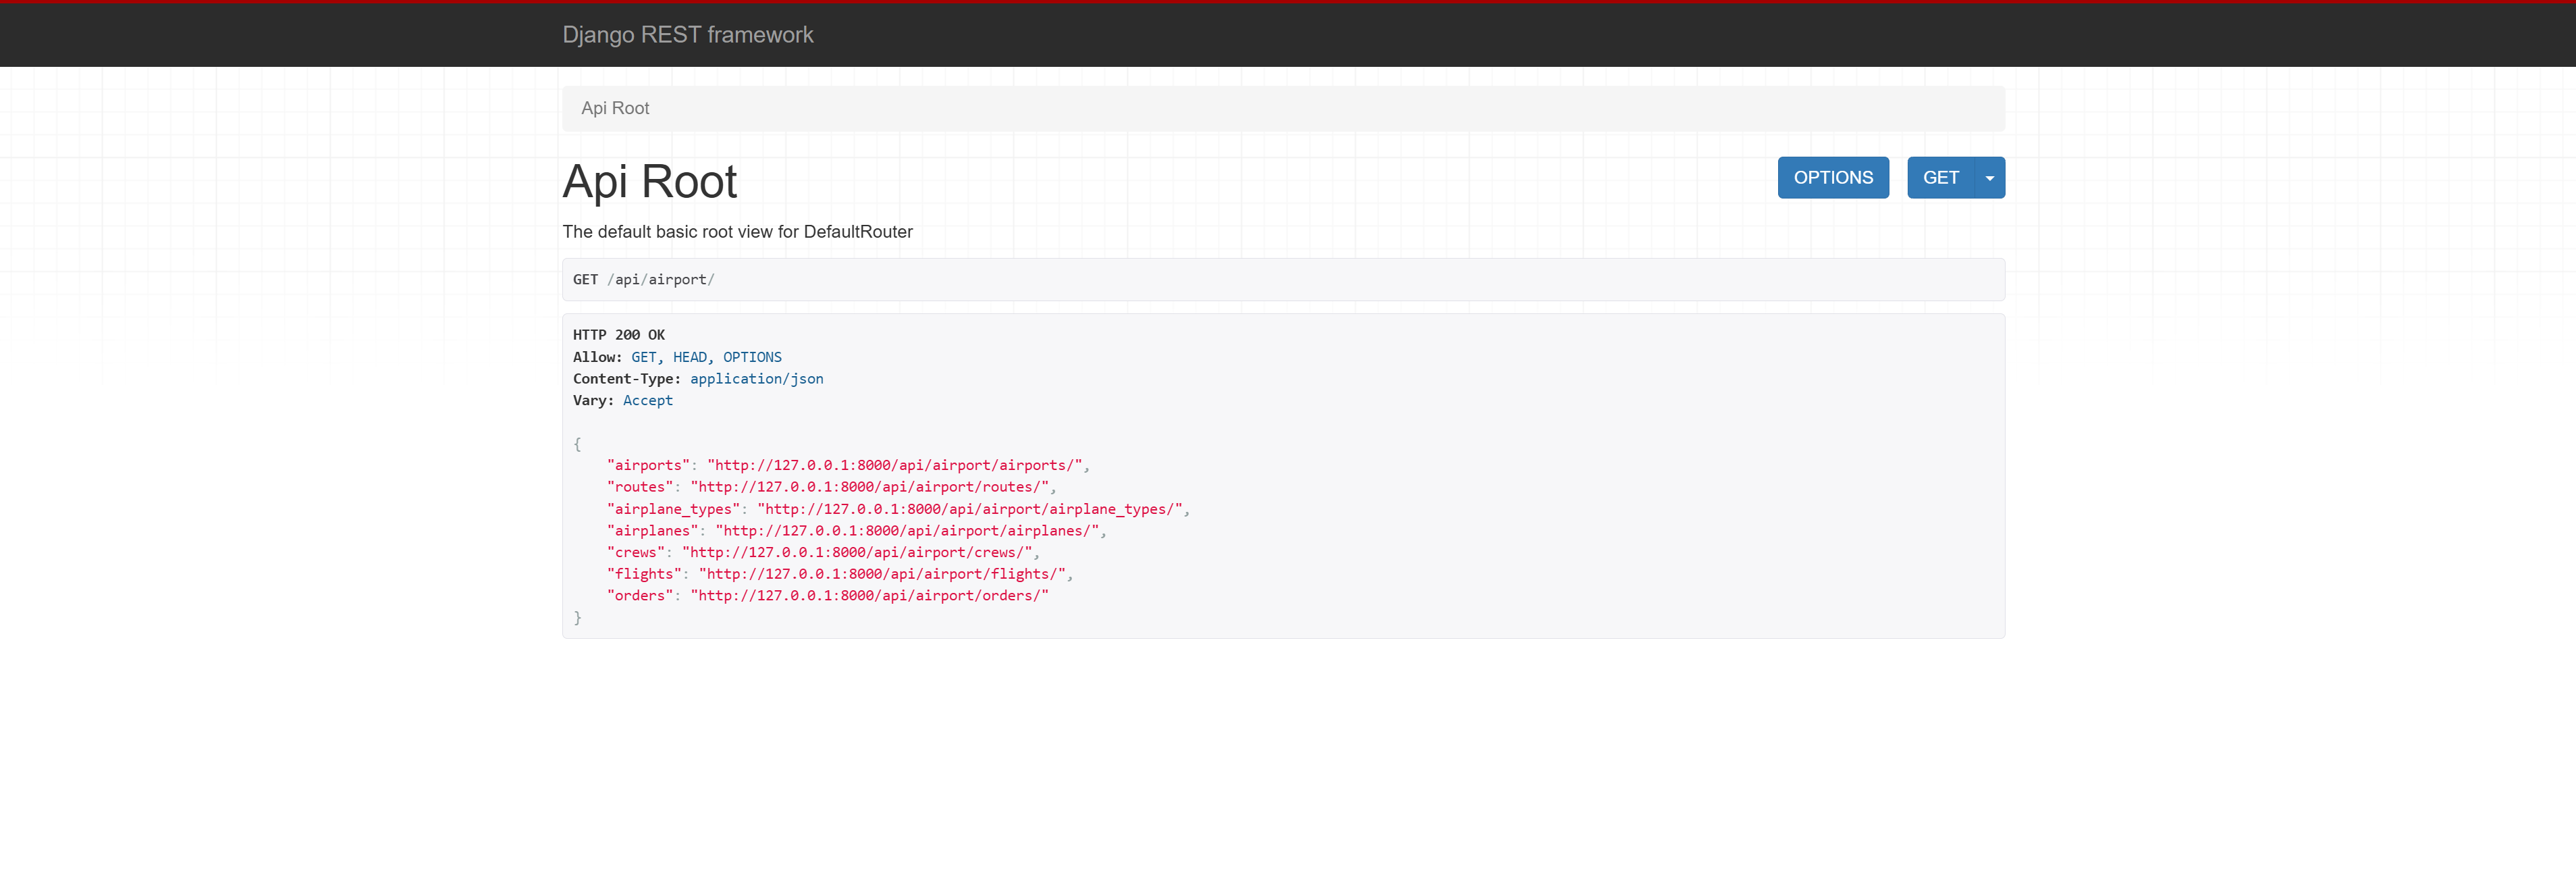 Django REST framework
Api Root
Api Root
OPTIONS
GET
The default basic root view for DefaultRouter
GET /api/airport/
HTTP 200 OK
Allow: GET, HEAD, OPTIONS
Content-Type: application/json
Vary: Accept
{
    "airports": "http://127.0.0.1:8000/api/airport/airports/",
    "routes": "http://127.0.0.1:8000/api/airport/routes/",
    "airplane_types": "http://127.0.0.1:8000/api/airport/airplane_types/",
    "airplanes": "http://127.0.0.1:8000/api/airport/airplanes/",
    "crews": "http://127.0.0.1:8000/api/airport/crews/",
    "flights": "http://127.0.0.1:8000/api/airport/flights/",
    "orders": "http://127.0.0.1:8000/api/airport/orders/"
}